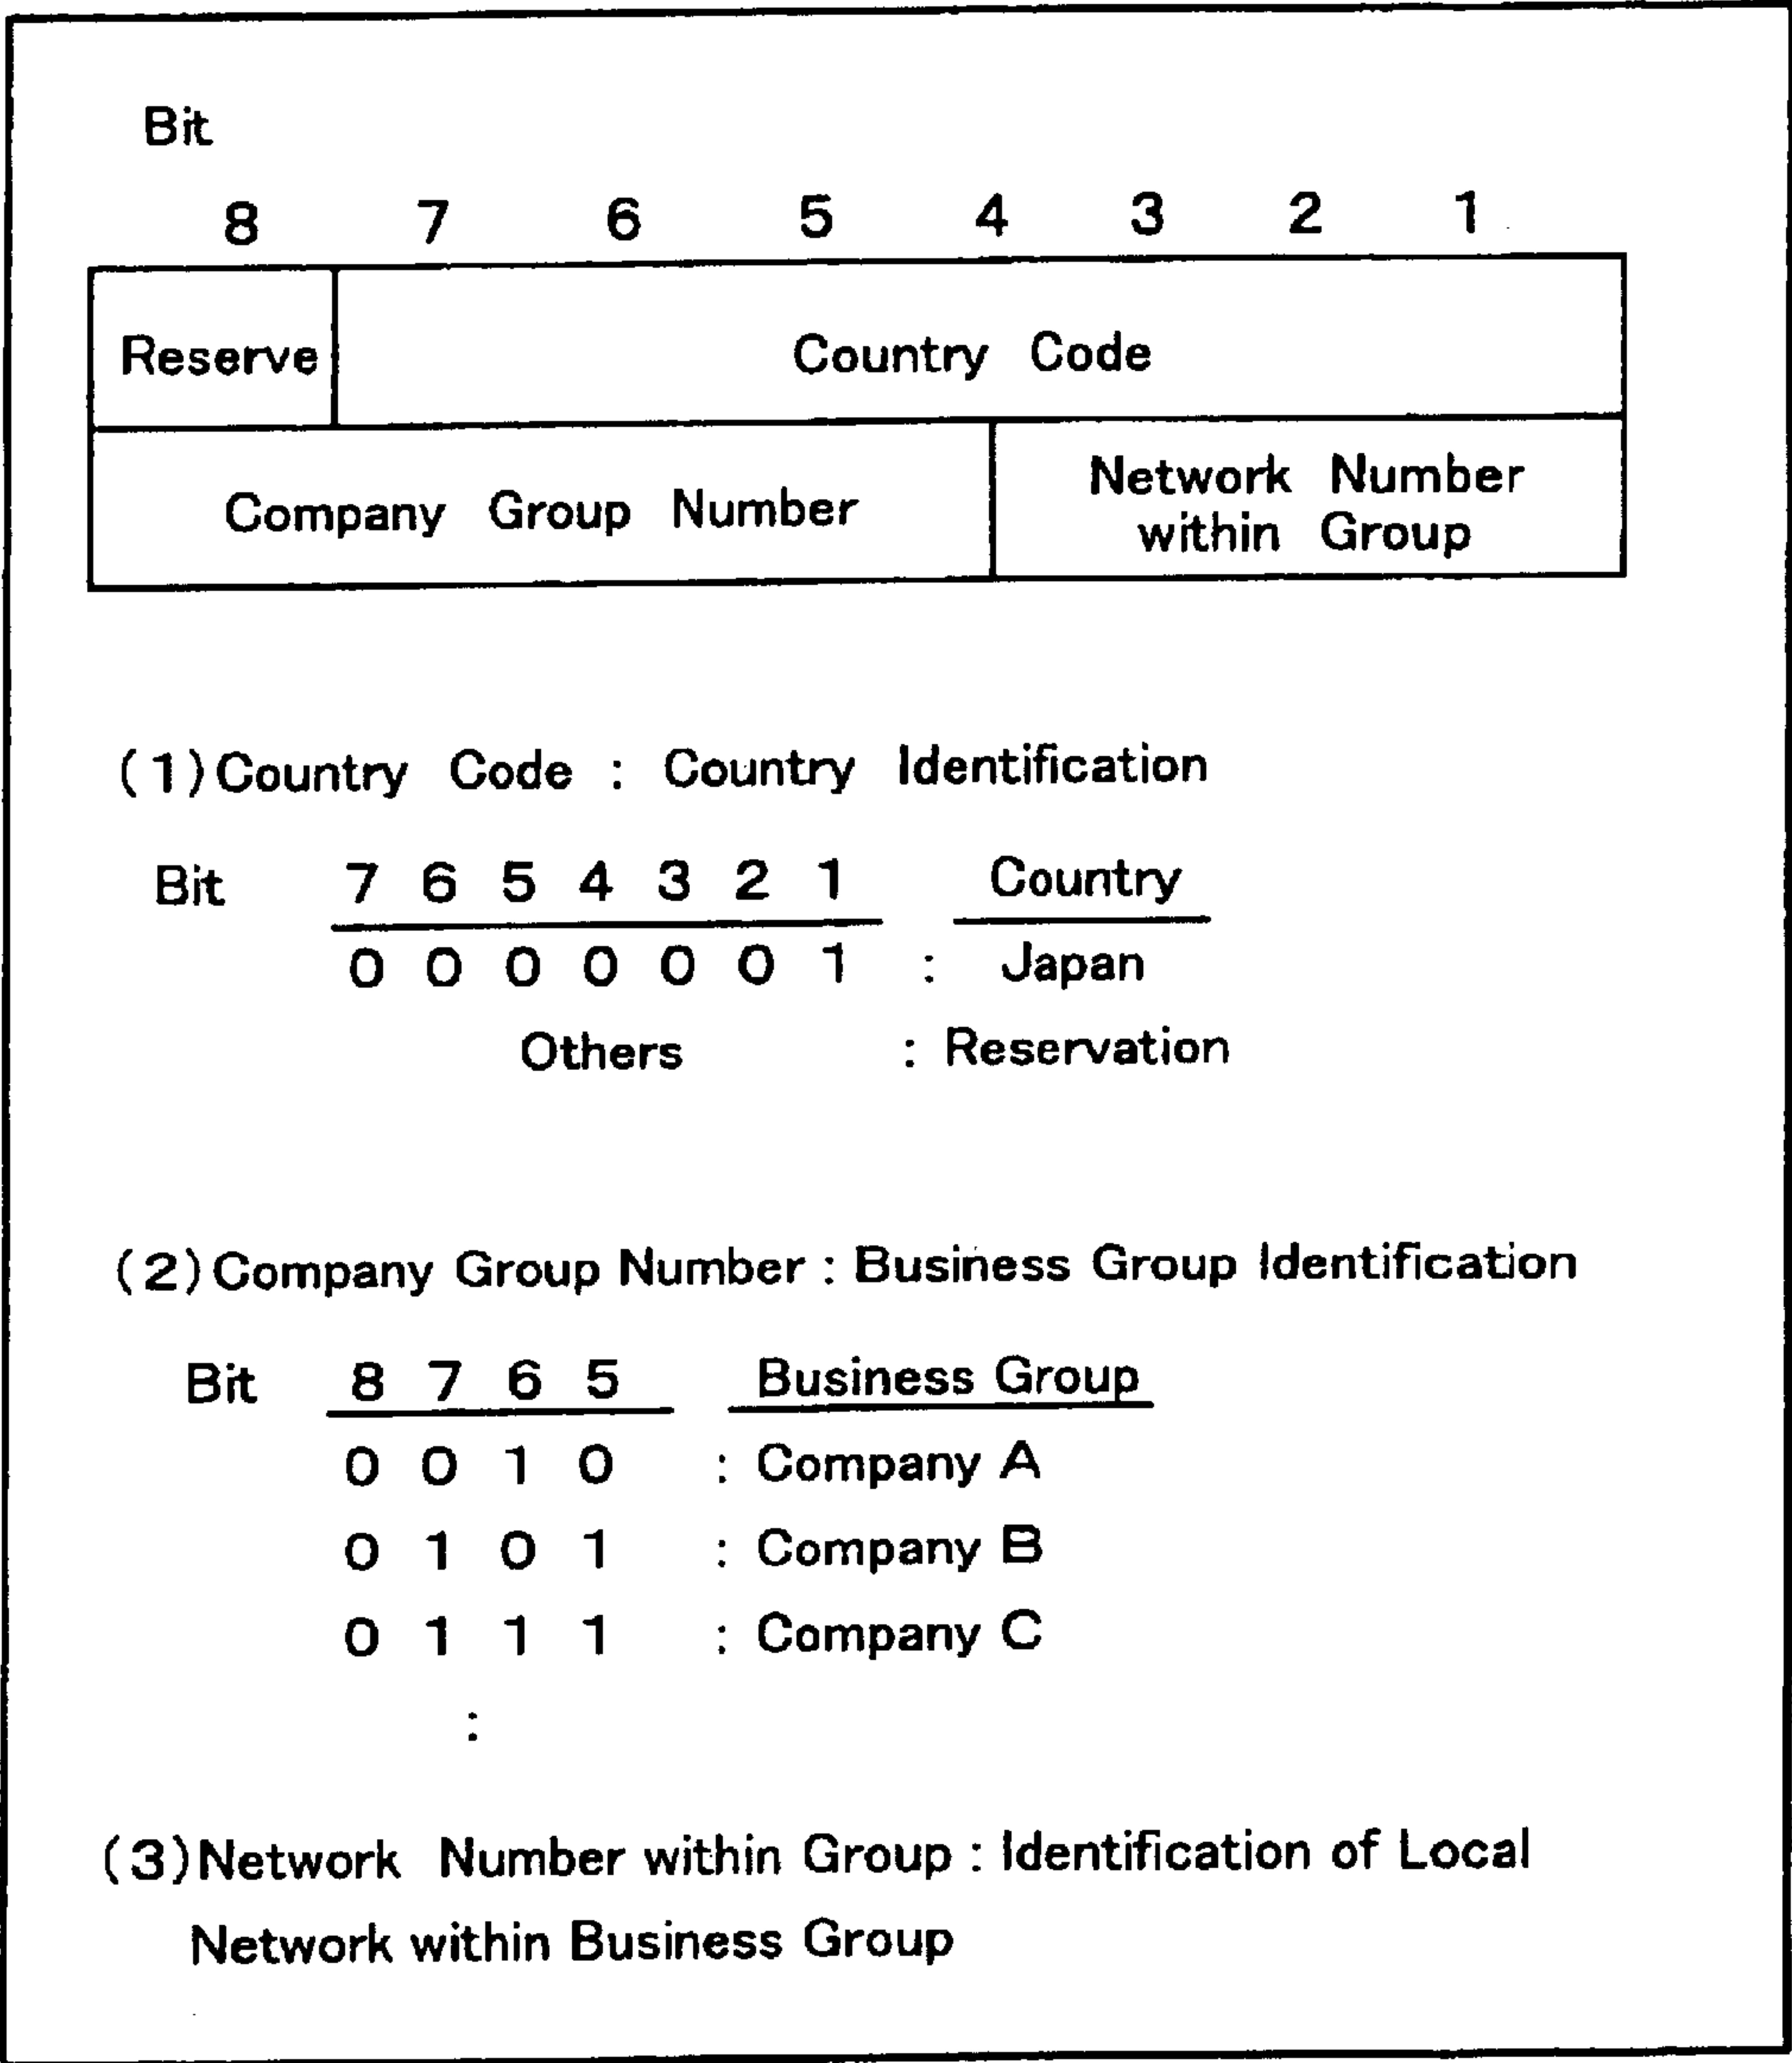 Bit
8 7 6 5 4 3 2 1
Reserve Country Code
Company Group Number Network Number
within Group
(1)Country Code : Country Identification
Bit 7 6 5 4 3 2 1 Country
0 0 0 0 0 0 1 : Japan
Others : Reservation
(2)Company Group Number : Business Group Identification
Bit 8 7 6 5 Business Group
0 0 1 0 : Company A
0 1 0 1 : Company B
0 1 1 1 : Company C
:
(3)Network Number within Group : Identification of Local
Network within Business Group